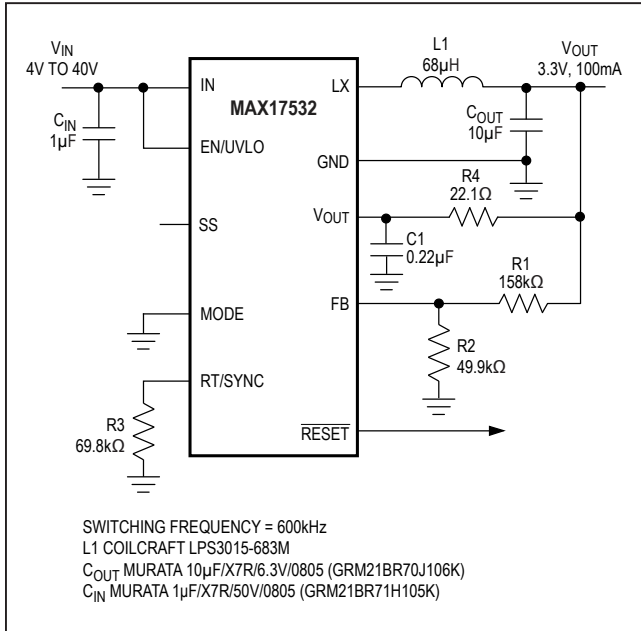 VIN
4V TO 40V
CIN
1µF
IN
EN/UVLO
SS
MODE
RT/SYNC
R3
69.8kΩ
MAX17532
LX
GND
VOUT
FB
RESET
L1
68µH
VOUT
3.3V, 100mA
COUT
10µF
R4
22.1Ω
C1
0.22µF
R1
158kΩ
R2
49.9kΩ
SWITCHING FREQUENCY = 600kHz
L1 COILCRAFT LPS3015-683M
COUT MURATA 10µF/X7R/6.3V/0805 (GRM21BR70J106K)
CIN MURATA 1µF/X7R/50V/0805 (GRM21BR71H105K)